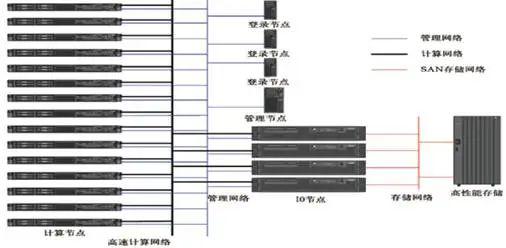 登录节点
管理网络
登录节点
计算网络
登录节点
SAN存储网络
管理节点
管理网络
IO节点
存储网络
高性能存储
计算节点
高速计算网络